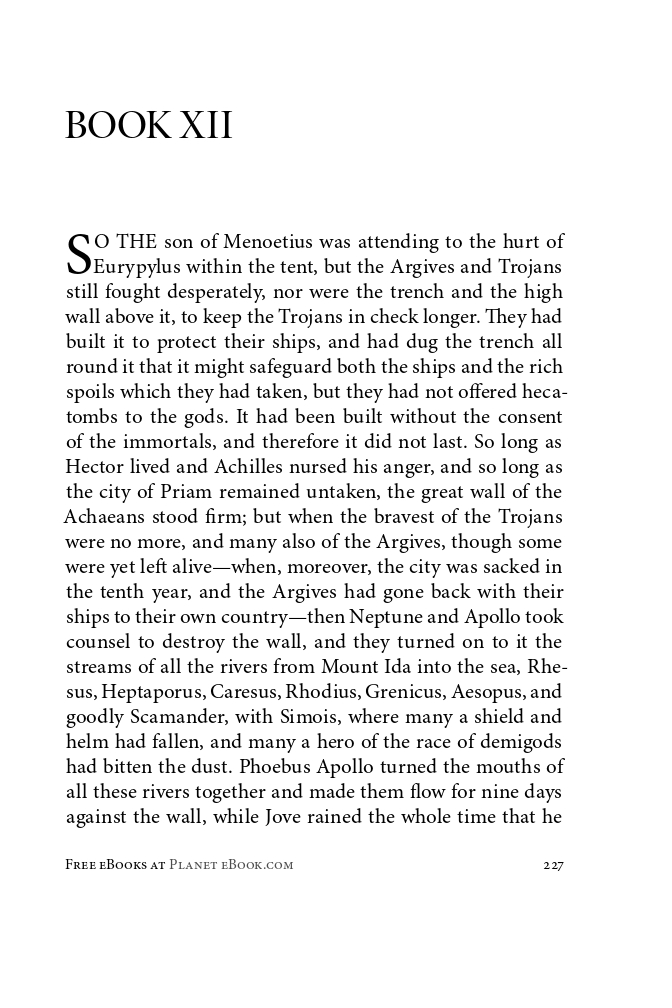 BOOK XII
SO THE son of Menoetius was attending to the hurt of
Eurypylus within the tent, but the Argives and Trojans
still fought desperately, nor were the trench and the high
wall above it, to keep the Trojans in check longer. They had
built it to protect their ships, and had dug the trench all
round it that it might safeguard both the ships and the rich
spoils which they had taken, but they had not offered heca-
tombs to the gods. It had been built without the consent
of the immortals, and therefore it did not last. So long as
Hector lived and Achilles nursed his anger, and so long as
the city of Priam remained untaken, the great wall of the
Achaeans stood firm; but when the bravest of the Trojans
were no more, and many also of the Argives, though some
were yet left alive—when, moreover, the city was sacked in
the tenth year, and the Argives had gone back with their
ships to their own country—then Neptune and Apollo took
counsel to destroy the wall, and they turned on to it the
streams of all the rivers from Mount Ida into the sea, Rhe-
sus, Heptaporus, Caresus, Rhodius, Grenicus, Aesopus, and
goodly Scamander, with Simois, where many a shield and
helm had fallen, and many a hero of the race of demigods
had bitten the dust. Phoebus Apollo turned the mouths of
all these rivers together and made them flow for nine days
against the wall, while Jove rained the whole time that he
Free eBooks at Planet eBook.com 227